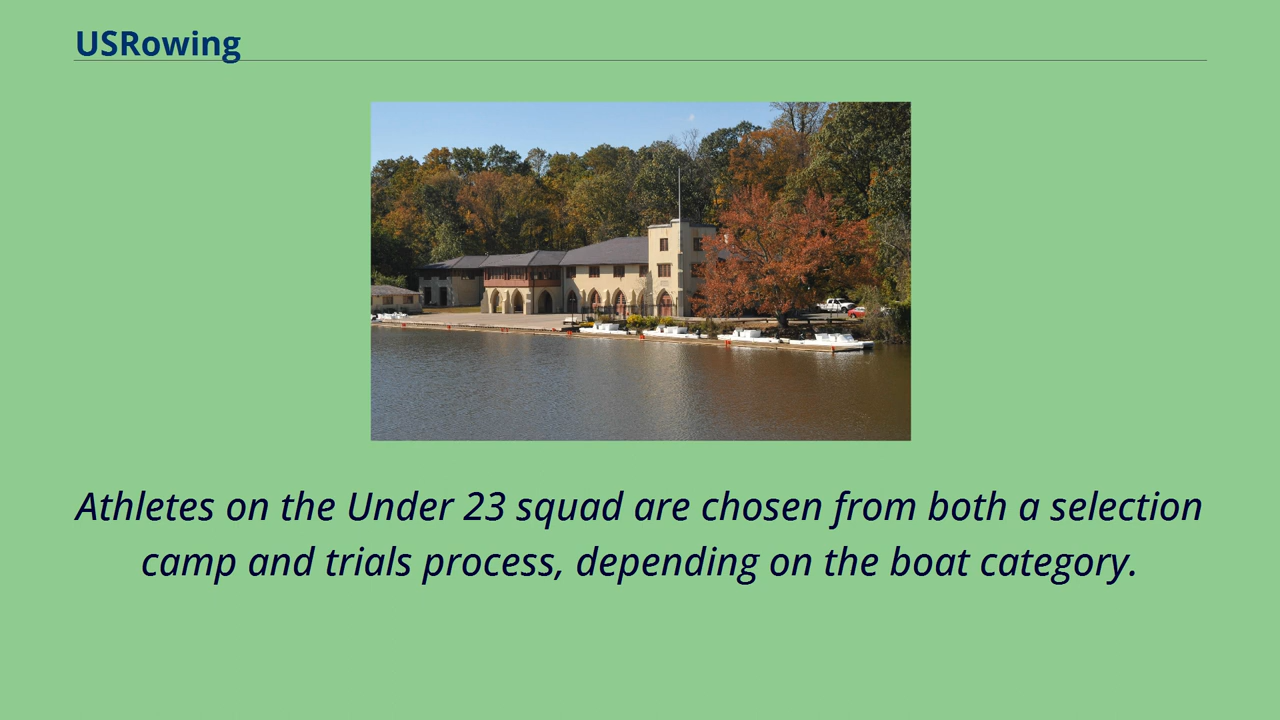 USRowing
Athletes on the Under 23 squad are chosen from both a selection
camp and trials process, depending on the boat category.